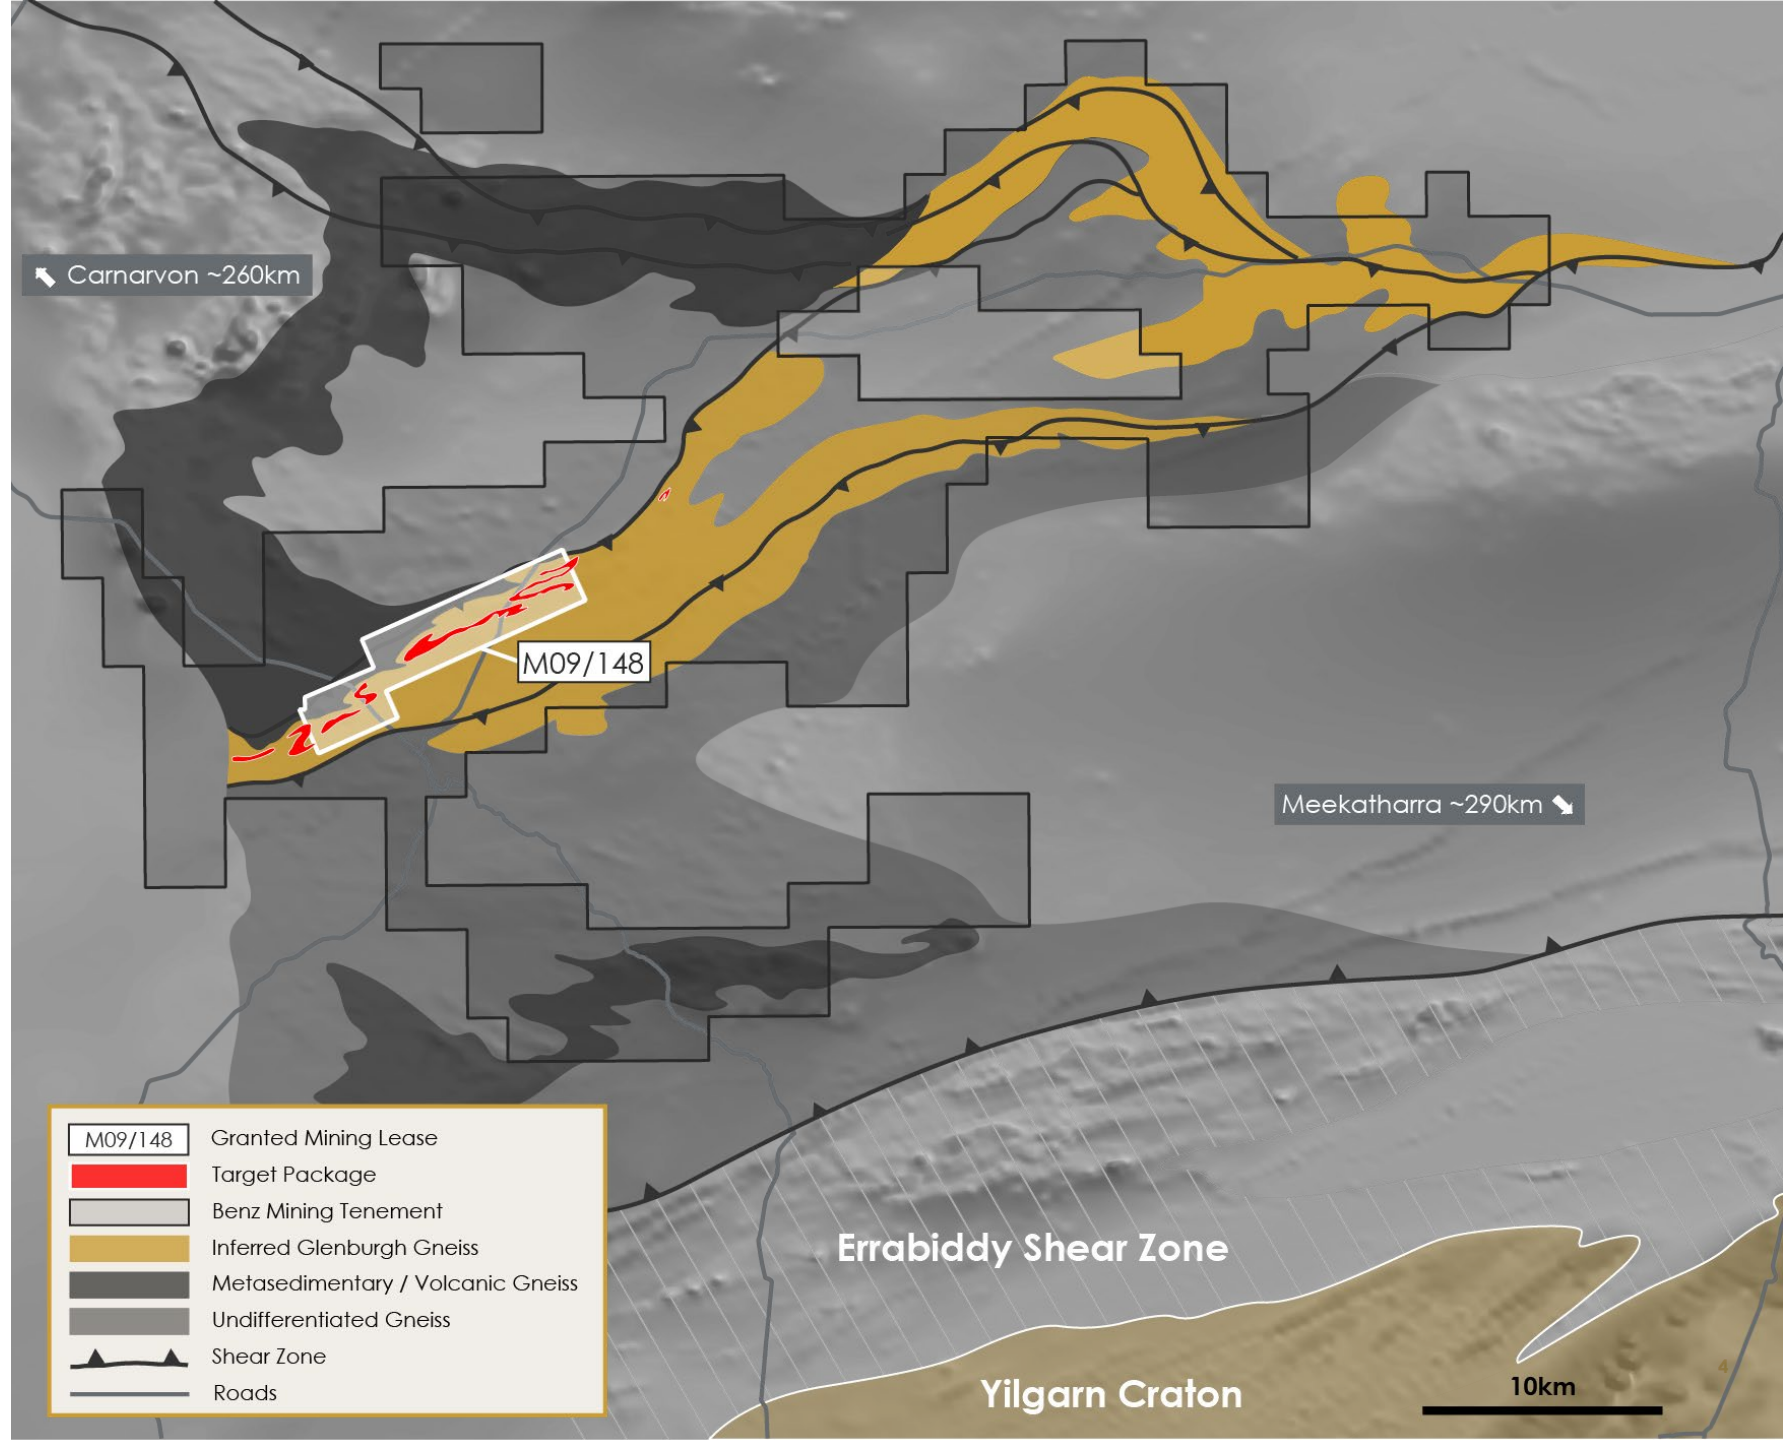 Carnarvon ~260km
M09/148
Meekatharra ~290km
M09/148 Granted Mining Lease
Target Package
Benz Mining Tenement
Inferred Glenburgh Gneiss
Metasedimentary / Volcanic Gneiss
Undifferentiated Gneiss
Shear Zone
Roads
Errabiddy Shear Zone
Yilgarn Craton
4
10km